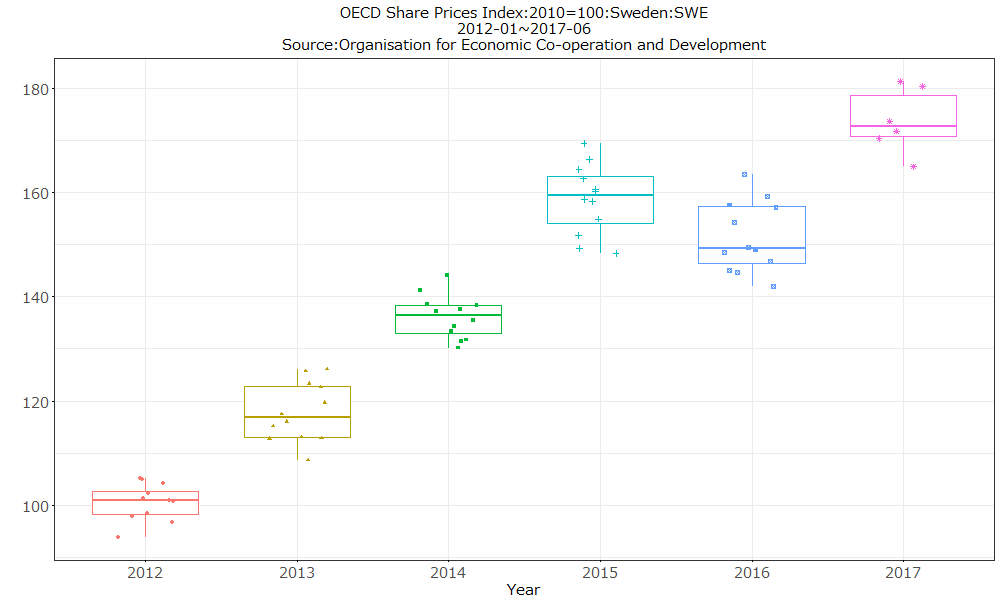 OECD Share Prices Index:2010=100:Sweden:SWE
2012-01~2017-06
Source:Organisation for Economic Co-operation and Development
180
160
140
120
100
2012 2013 2014 2015 2016 2017
Year